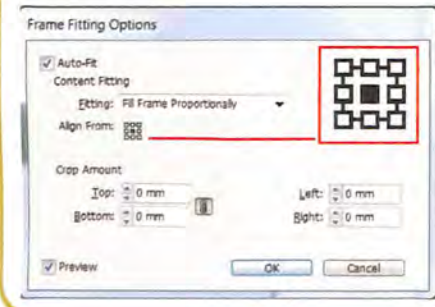 Frame Fitting Options
Auto-Fit
Content Fitting
Fitting: Fill Frame Proportionally
Align From:
Crop Amount
Top: 0 mm Left: 0 mm
Bottom: 0 mm Right: 0 mm
Preview OK Cancel